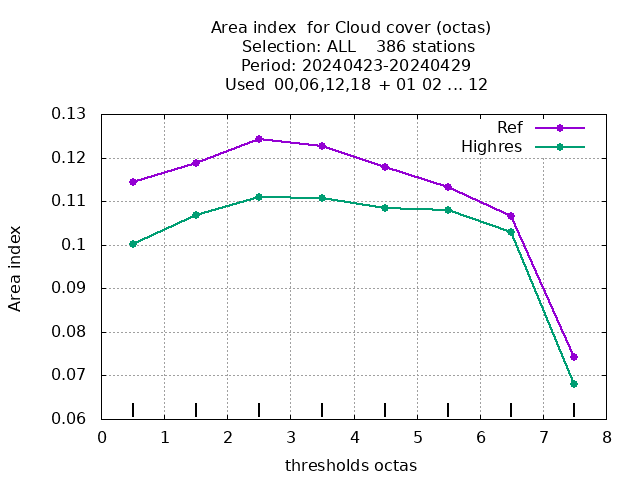 Area index  for Cloud cover (octas)
Selection: ALL    386 stations
Period: 20240423-20240429
Used  00,06,12,18  + 01 02 ... 12
Ref
Highres
0.13
0.12
0.11
0.1
0.09
0.08
0.07
0.06
Area index
0 1 2 3 4 5 6 7 8
thresholds octas